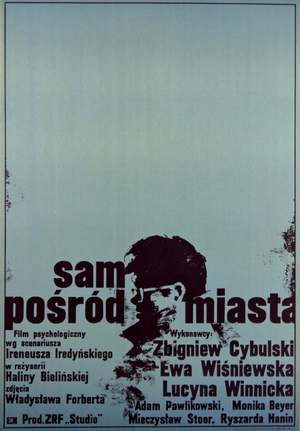 sam
pośród miasta
Film psychologiczny
wg scenariusza
Ireneusza Iredyńskiego
w reżyserii
Haliny Bielińskiej
zdjęcia
Władysława Forberta
Prod. ZRF „Studio”
Wykonawcy:
Zbigniew Cybulski
Ewa Wiśniewska
Lucyna Winnicka
Adam Pawlikowski, Monika Beyer
Mieczysław Stoor, Ryszarda Hanin